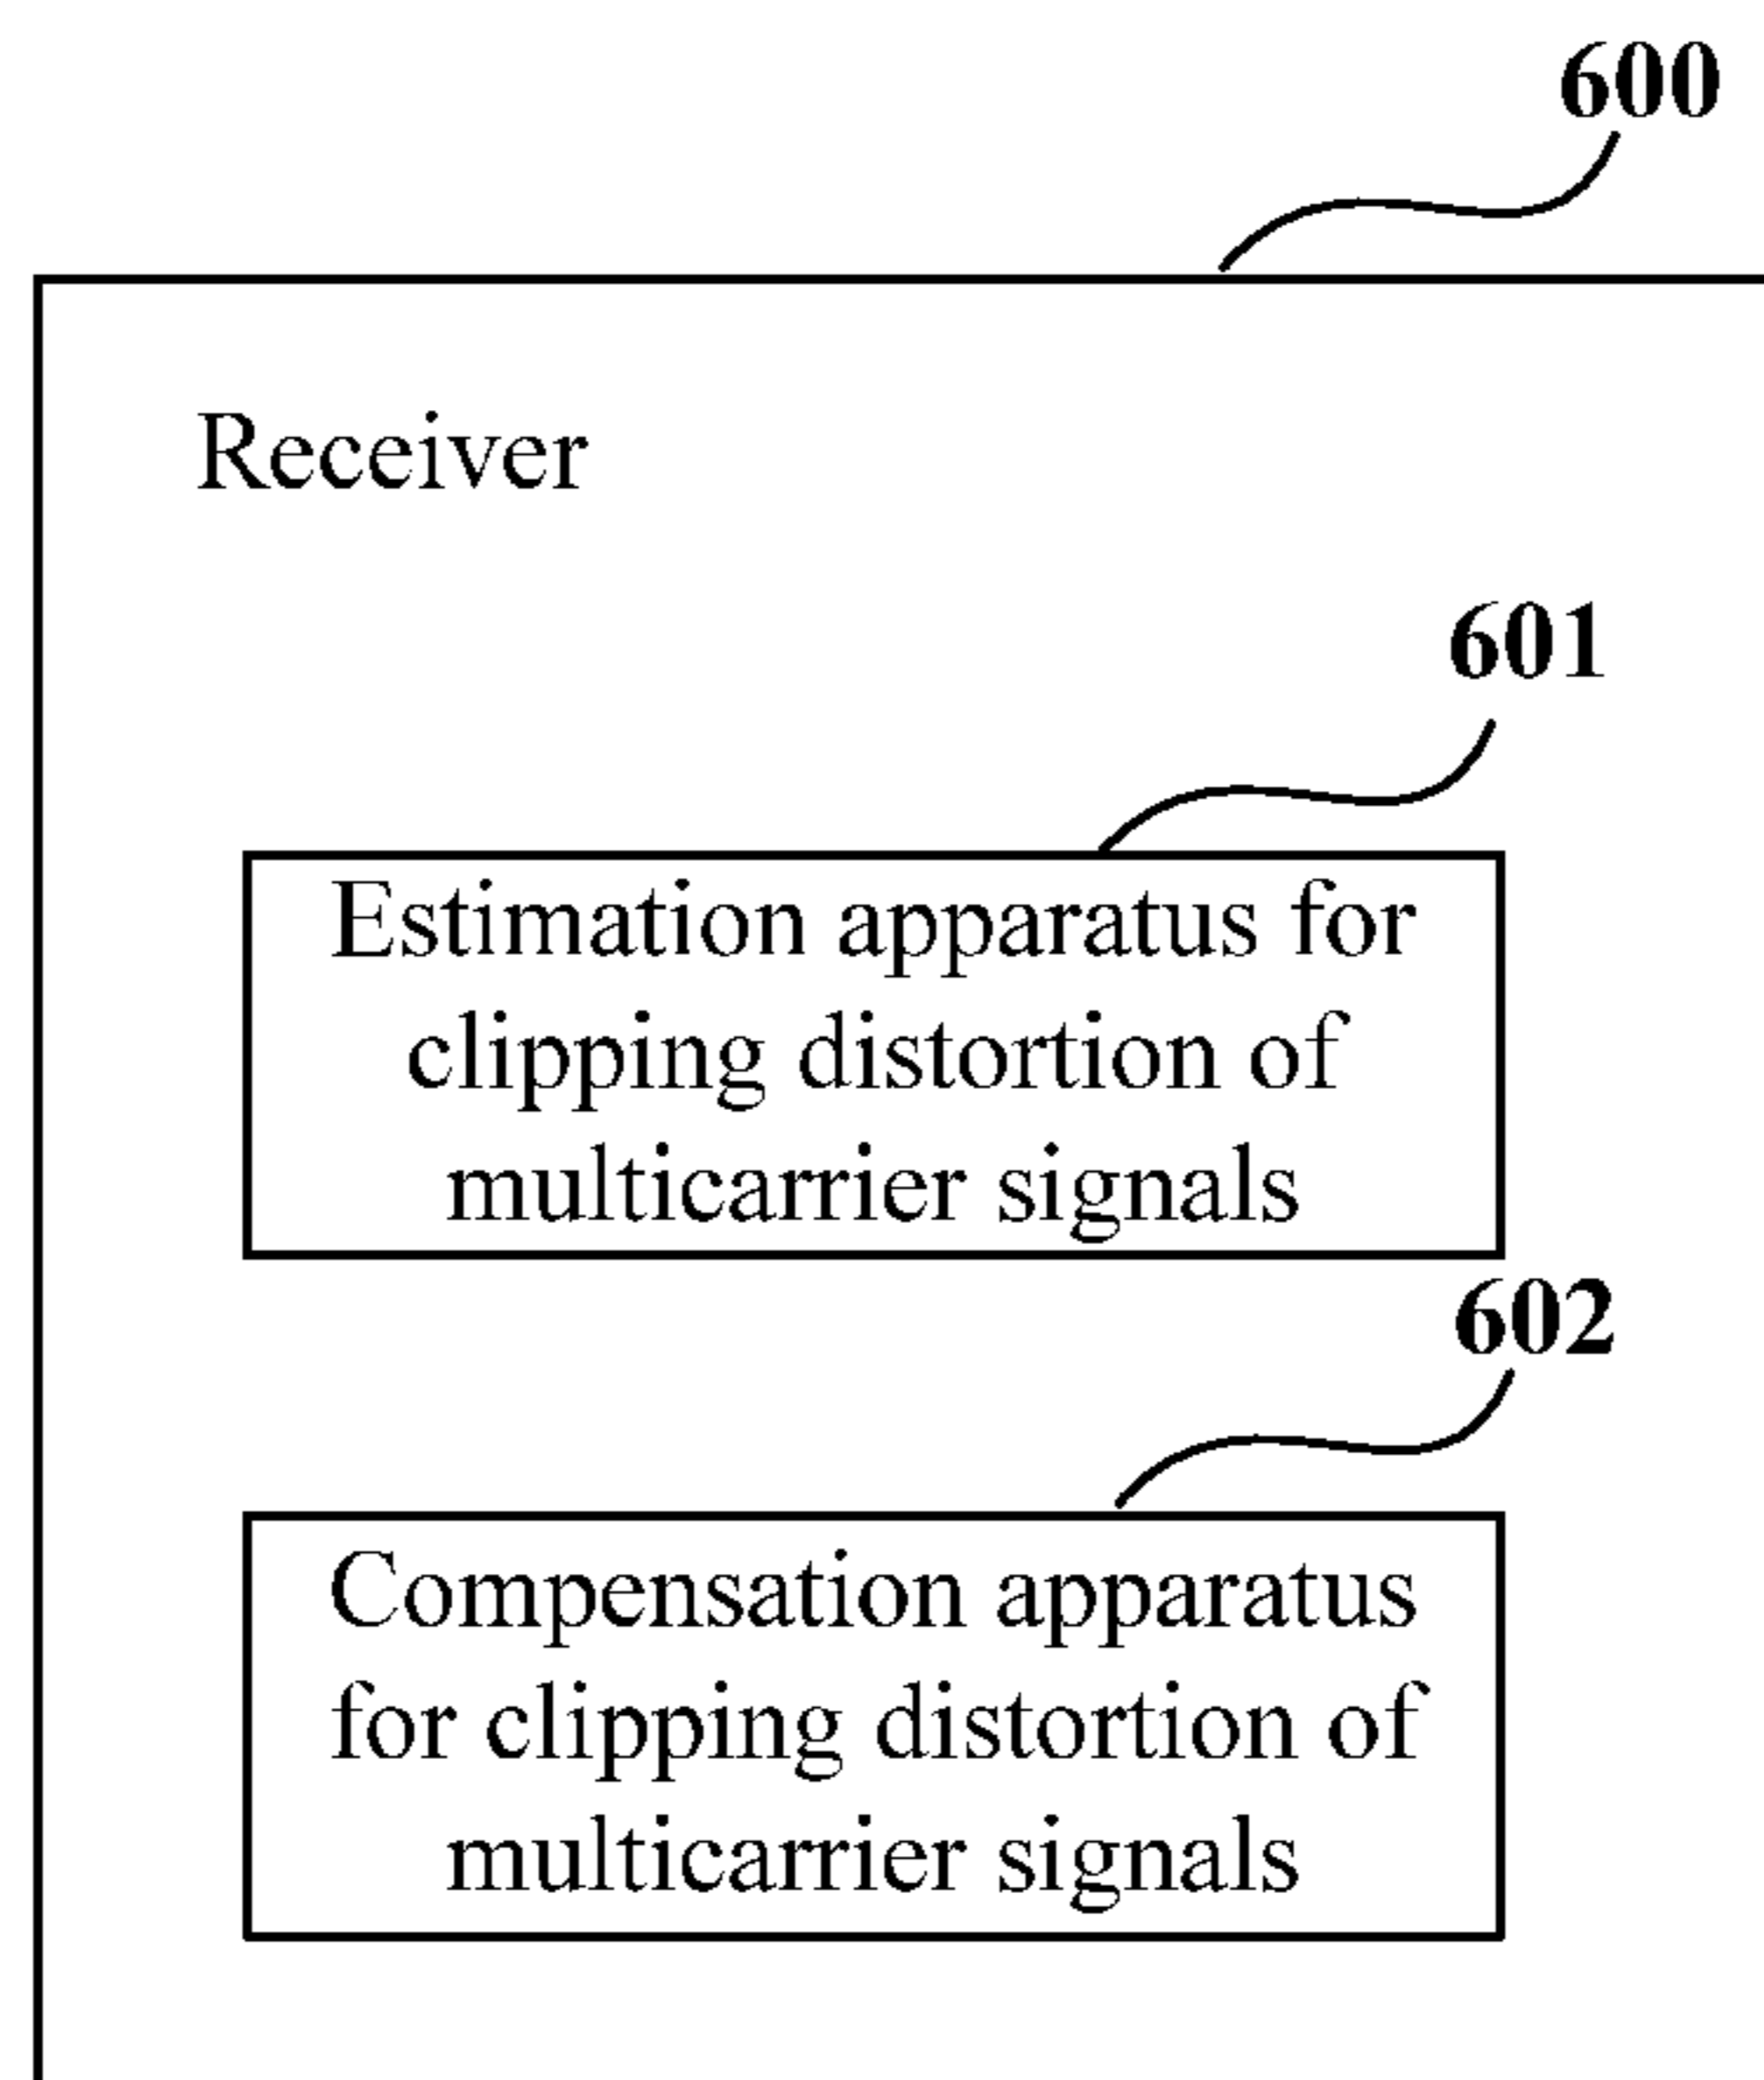 600
Receiver
601
Estimation apparatus for
clipping distortion of
multicarrier signals
602
Compensation apparatus
for clipping distortion of
multicarrier signals